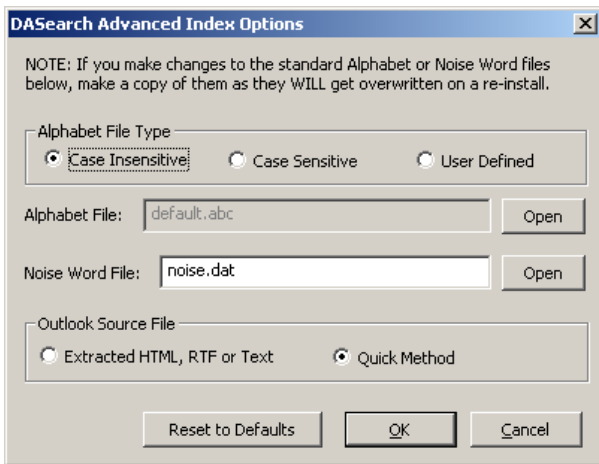 DASearch Advanced Index Options
NOTE: If you make changes to the standard Alphabet or Noise Word files
below, make a copy of them as they WILL get overwritten on a re-install.
Alphabet File Type
Case Insensitive Case Sensitive User Defined
Alphabet File: default.abc Open
Noise Word File: noise.dat Open
Outlook Source File
Extracted HTML, RTF or Text Quick Method
Reset to Defaults OK Cancel